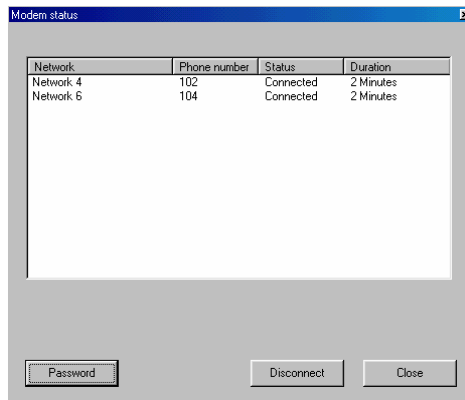 Modem status
Network Phone number Status Duration
Network 4 102 Connected 2 Minutes
Network 6 104 Connected 2 Minutes
Password Disconnect Close